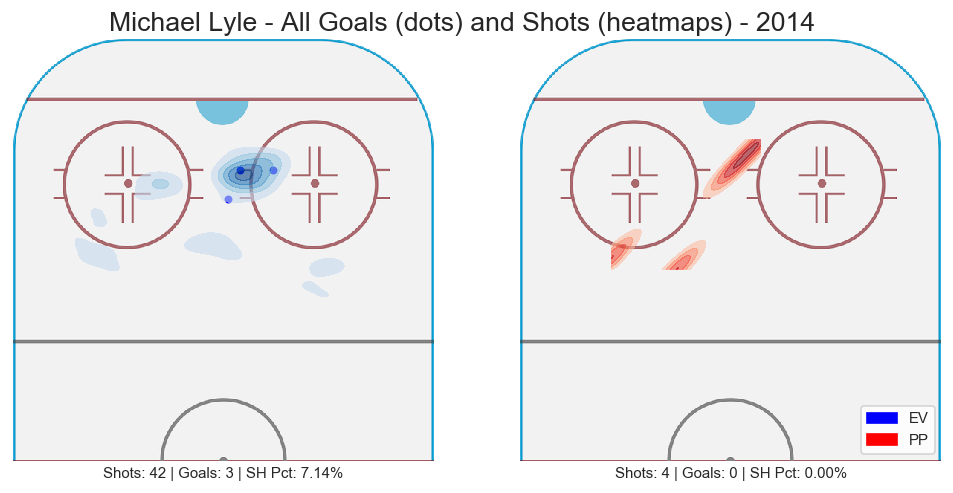 Michael Lyle - All Goals (dots) and Shots (heatmaps) - 2014
EV
PP
Shots: 42 | Goals: 3 | SH Pct: 7.14%
Shots: 4 | Goals: 0 | SH Pct: 0.00%